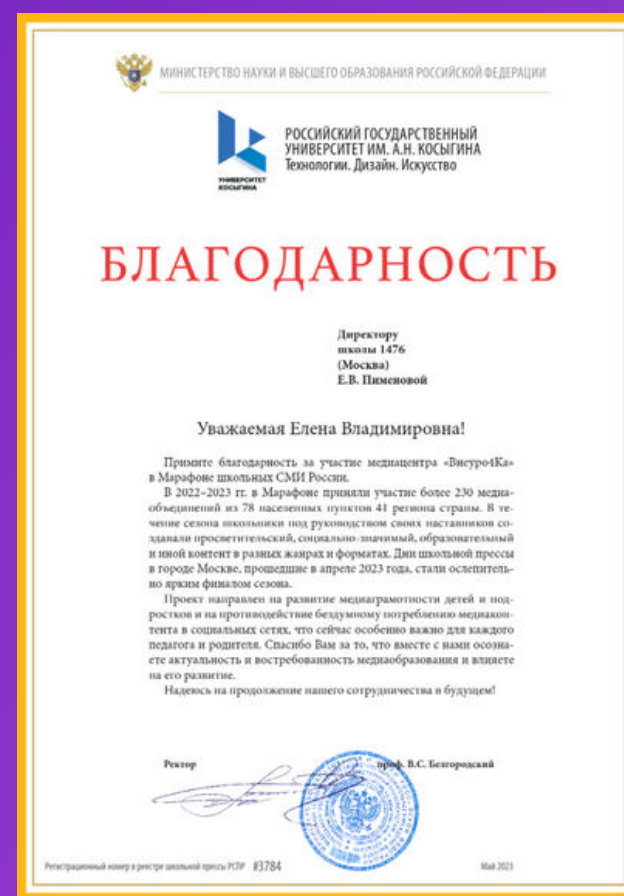 МИНИСТЕРСТВО НАУКИ И ВЫСШЕГО ОБРАЗОВАНИЯ РОССИЙСКОЙ ФЕДЕРАЦИИ
РОССИЙСКИЙ ГОСУДАРСТВЕННЫЙ
УНИВЕРСИТЕТ ИМ. А.Н. КОСЫГИНА
Технологии. Дизайн. Искусство
УНИВЕРСИТЕТ
КОСЫГИНА
БЛАГОДАРНОСТЬ
Директору
школы 1476
(Москва)
Е.В. Пименовой
Уважаемая Елена Владимировна!
Примите благодарность за участие медиацентра «Внеуро4Ка»
в Марафоне школьных СМИ России.
В 2022–2023 гг. в Марафоне приняли участие более 230 медиа-
объединений из 78 населенных пунктов 41 региона страны. В те-
чение сезона школьники под руководством своих наставников со-
здавали просветительский, социально-значимый, образовательный
и иной контент в разных жанрах и форматах. Дни школьной прессы
в городе Москве, прошедшие в апреле 2023 года, стали ослепитель-
но ярким финалом сезона.
Проект направлен на развитие медиаграмотности детей и под-
ростков и на противодействие бездумному потреблению медиакон-
тента в социальных сетях, что сейчас особенно важно для каждого
педагога и родителя. Спасибо Вам за то, что вместе с нами осозна-
ете актуальность и востребованность медиаобразования и влияете
на его развитие.
Надеюсь на продолжение нашего сотрудничества в будущем!
Ректор проф. В.С. Белгородский
Регистрационный номер в реестре школьной прессы РСПР #3784 Май 2023